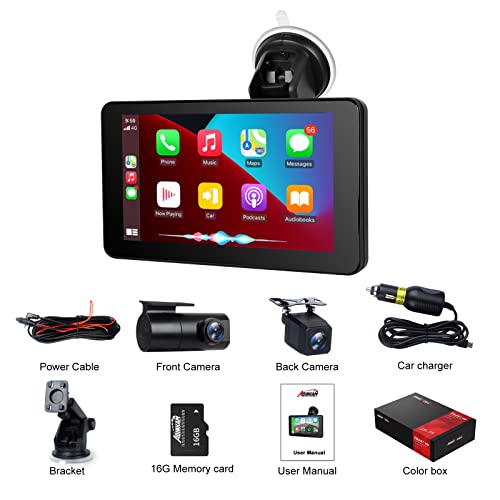 9:59
4G
56
Phone
Music
Maps
Messages
Now Playing
Car
Podcasts
Audiobooks
Power Cable
Front Camera
Back Camera
Car charger
16GB
User Manual
Bracket
16G Memory card
User Manual
Color box